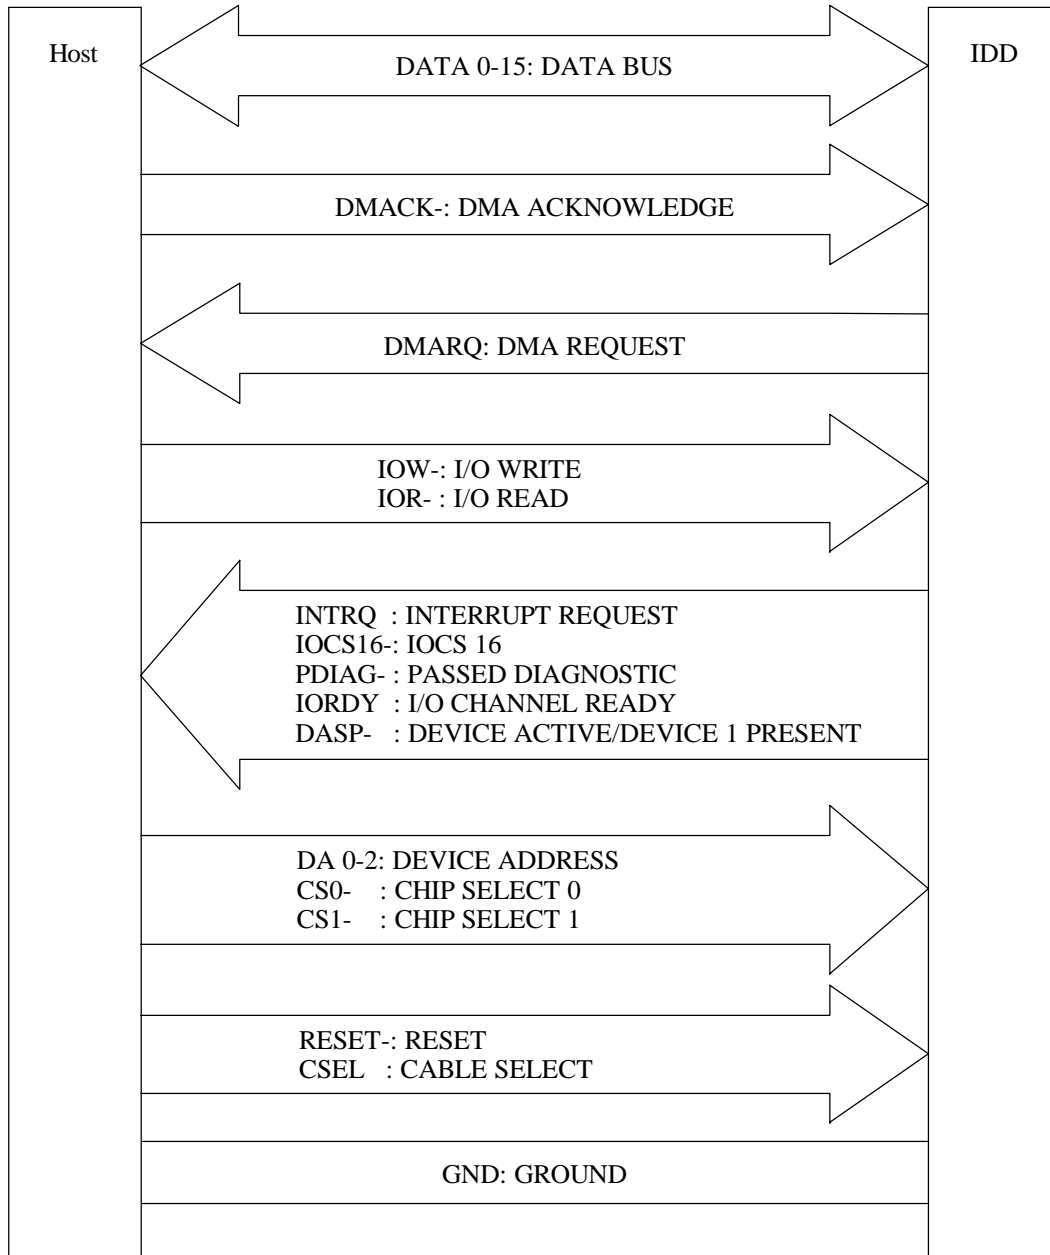 Host
IDD
DATA 0-15: DATA BUS
DMACK-: DMA ACKNOWLEDGE
DMARQ: DMA REQUEST
IOW-: I/O WRITE
IOR- : I/O READ
INTRQ : INTERRUPT REQUEST
IOCS16-: IOCS 16
PDIAG- : PASSED DIAGNOSTIC
IORDY : I/O CHANNEL READY
DASP- : DEVICE ACTIVE/DEVICE 1 PRESENT
DA 0-2: DEVICE ADDRESS
CS0- : CHIP SELECT 0
CS1- : CHIP SELECT 1
RESET-: RESET
CSEL : CABLE SELECT
GND: GROUND